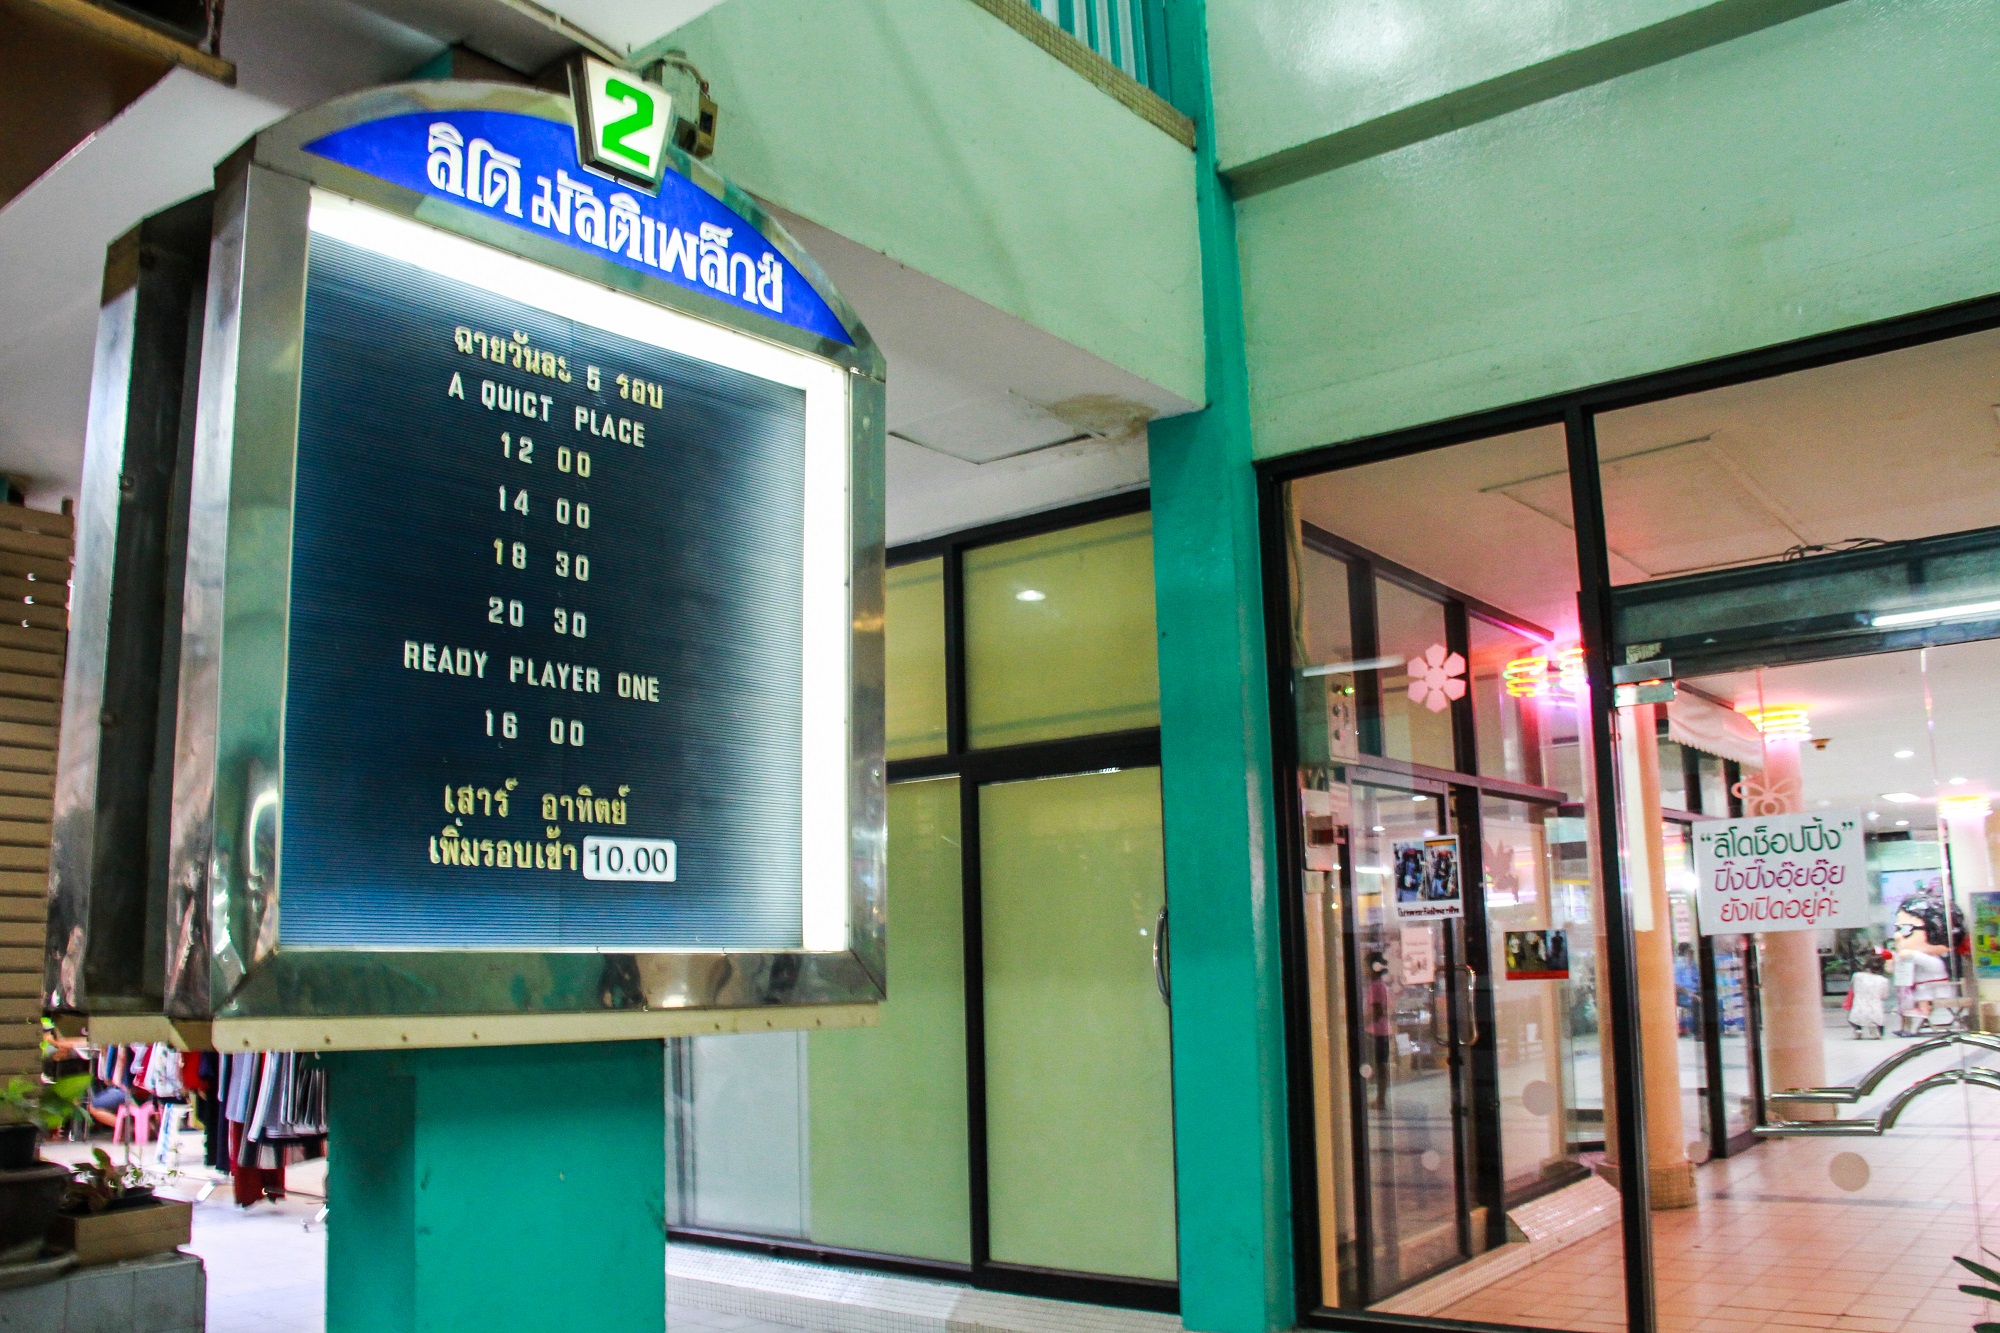 2
ลิโด มัลติเพล็กซ์
ฉายวันละ 5 รอบ
A QUICT PLACE
12 00
14 00
18 30
20 30
READY PLAYER ONE
16 00
เสาร์ อาทิตย์
เพิ่มรอบเช้า 10.00
“ลิโดช็อปปิ้ง”
ปิ๊งปิ๊งอุ๊ยอุ๊ย
ยังเปิดอยู่ค่ะ